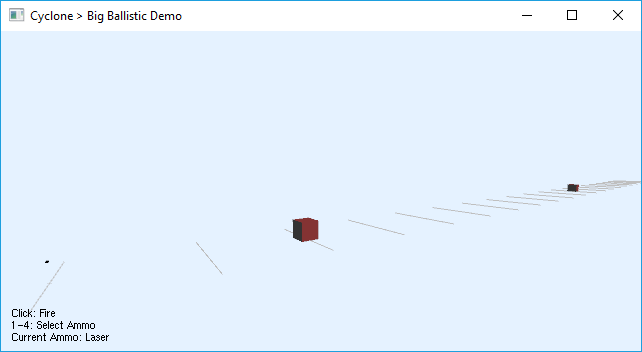 Cyclone > Big Ballistic Demo
Click: Fire
1-4: Select Ammo
Current Ammo: Laser